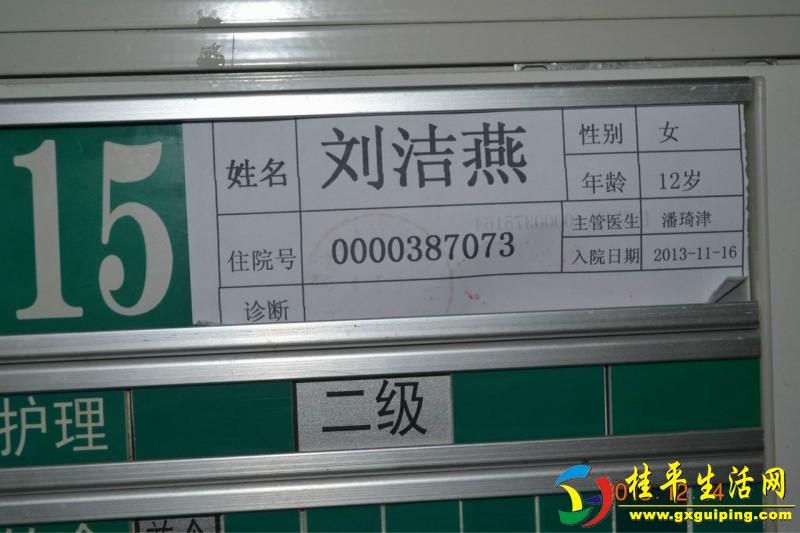 15
姓名 刘洁燕 性别 女
年龄 12岁
住院号 0000387073 主管医生 潘琦津
入院日期 2013-11-16
诊断
护理 二级
桂平生活网
www.gxguiping.com